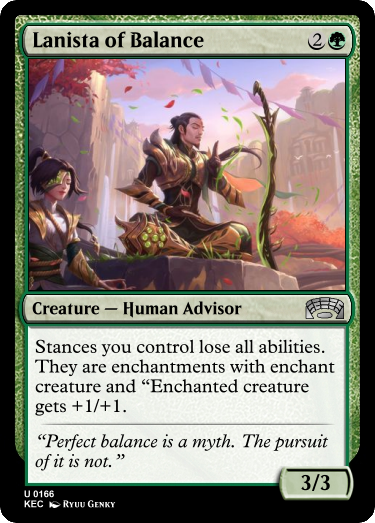 Lanista of Balance 2
Creature — Human Advisor
Stances you control lose all abilities.
They are enchantments with enchant
creature and “Enchanted creature
gets +1/+1.
“Perfect balance is a myth. The pursuit
of it is not.”
3/3
U 0166
KEC Ryuu Genky